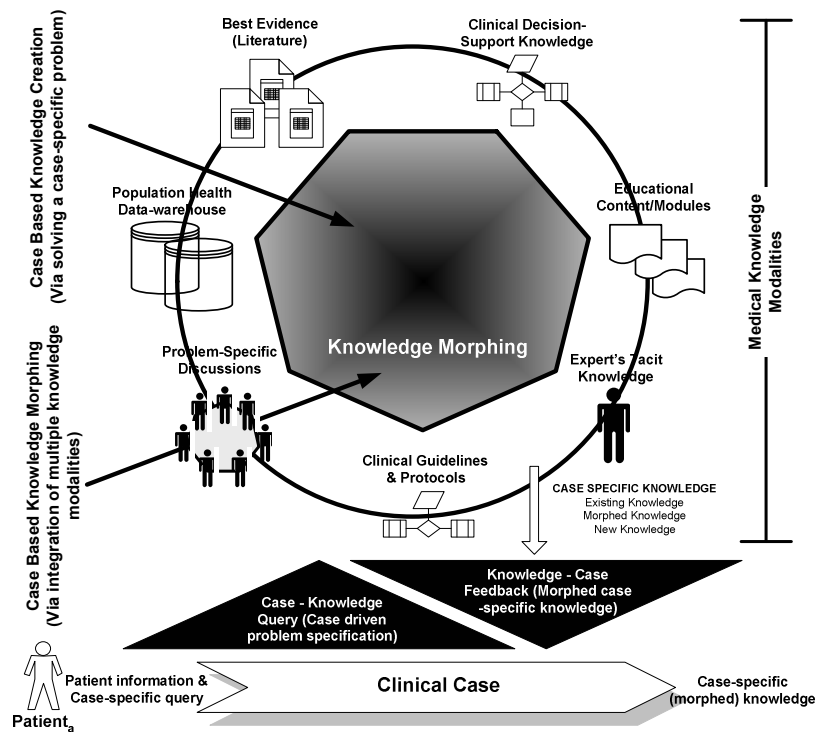 Best Evidence
(Literature)
Clinical Decision-
Support Knowledge
Case Based Knowledge Creation
(Via solving a case-specific problem)
Population Health
Data-warehouse
Educational
Content/Modules
Medical Knowledge
Modalities
Knowledge Morphing
Problem-Specific
Discussions
Expert's Tacit
Knowledge
Case Based Knowledge Morphing
(Via integration of multiple knowledge
modalities)
Clinical Guidelines
& Protocols
CASE SPECIFIC KNOWLEDGE
Existing Knowledge
Morphed Knowledge
New Knowledge
Knowledge - Case
Feedback (Morphed case
-specific knowledge)
Case - Knowledge
Query (Case driven
problem specification)
Patient information &
Case-specific query
Clinical Case
Case-specific
(morphed) knowledge
Patienta